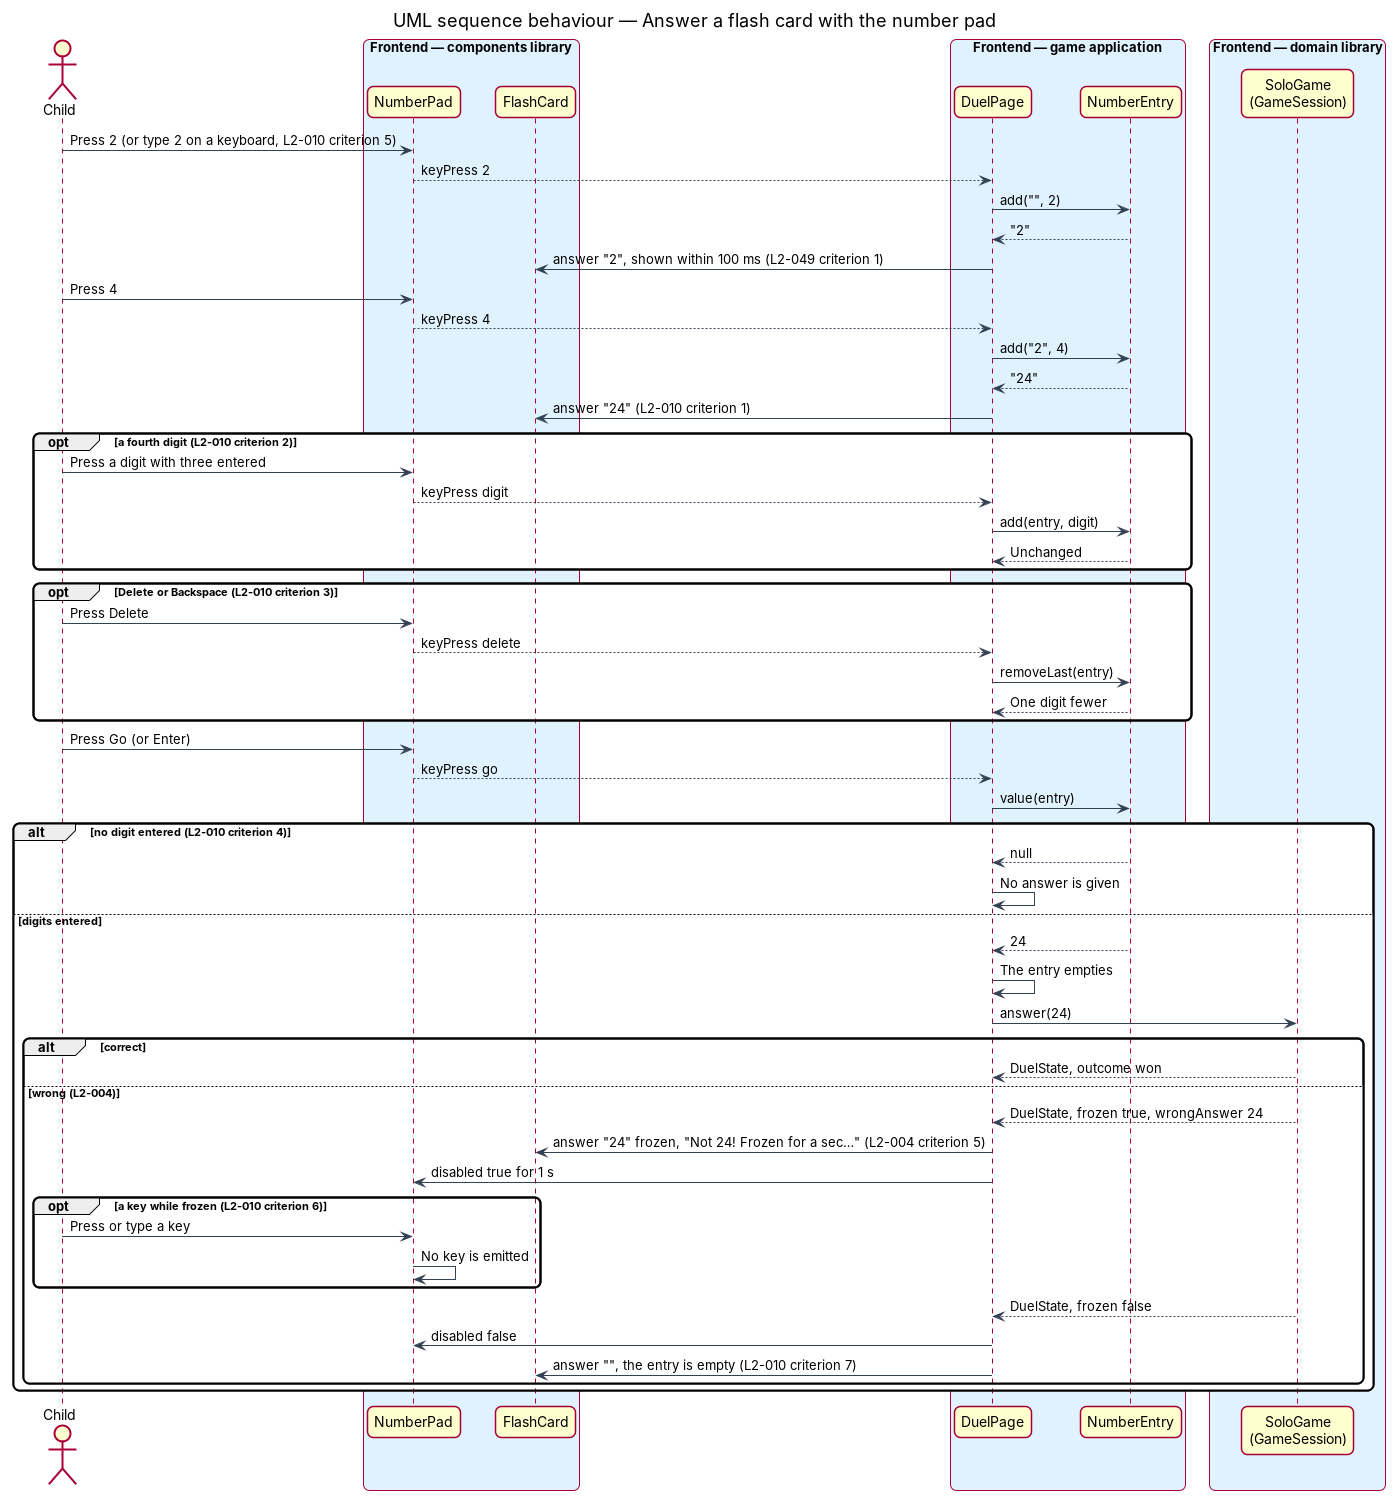 UML sequence behaviour — Answer a flash card with the number pad
Frontend — components library
Frontend — game application
Frontend — domain library
Child
NumberPad
FlashCard
DuelPage
NumberEntry
SoloGame
(GameSession)
Press 2 (or type 2 on a keyboard, L2-010 criterion 5)
keyPress 2
add("", 2)
"2"
answer "2", shown within 100 ms (L2-049 criterion 1)
Press 4
keyPress 4
add("2", 4)
"24"
answer "24" (L2-010 criterion 1)
opt
[a fourth digit (L2-010 criterion 2)]
Press a digit with three entered
keyPress digit
add(entry, digit)
Unchanged
opt
[Delete or Backspace (L2-010 criterion 3)]
Press Delete
keyPress delete
removeLast(entry)
One digit fewer
Press Go (or Enter)
keyPress go
value(entry)
alt
[no digit entered (L2-010 criterion 4)]
null
No answer is given
[digits entered]
24
The entry empties
answer(24)
alt
[correct]
DuelState, outcome won
[wrong (L2-004)]
DuelState, frozen true, wrongAnswer 24
answer "24" frozen, "Not 24! Frozen for a sec…" (L2-004 criterion 5)
disabled true for 1 s
opt
[a key while frozen (L2-010 criterion 6)]
Press or type a key
No key is emitted
DuelState, frozen false
disabled false
answer "", the entry is empty (L2-010 criterion 7)
Child
NumberPad
FlashCard
DuelPage
NumberEntry
SoloGame
(GameSession)